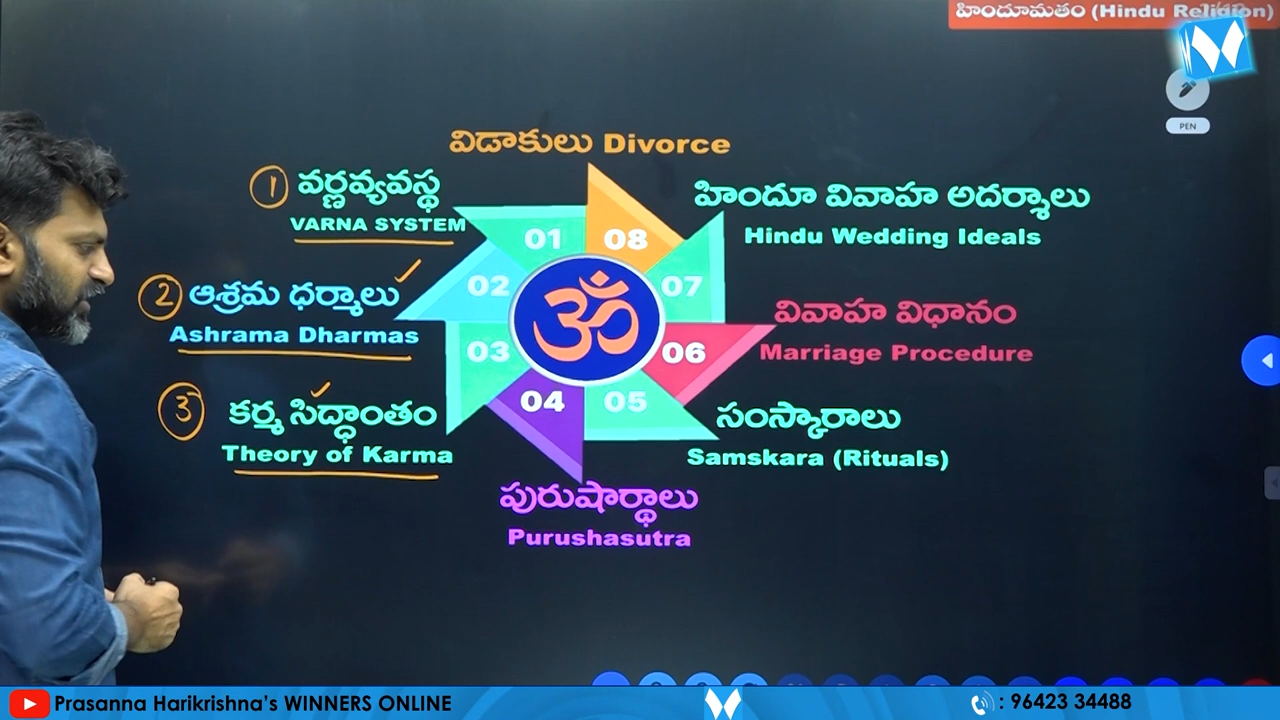 హిందూమతం (Hindu Religion)
PEN
విడాకులు Divorce
1 వర్ణవ్యవస్థ
VARNA SYSTEM
2 ఆశ్రమ ధర్మాలు
Ashrama Dharmas
3 కర్మ సిద్ధాంతం
Theory of Karma
పురుషార్థాలు
Purushasutra
సంస్కారాలు
Samskara (Rituals)
వివాహ విధానం
Marriage Procedure
హిందూ వివాహ అదర్శాలు
Hindu Wedding Ideals
01 08
02 07
03 06
04 05
ॐ
Prasanna Harikrishna's WINNERS ONLINE
: 96423 34488